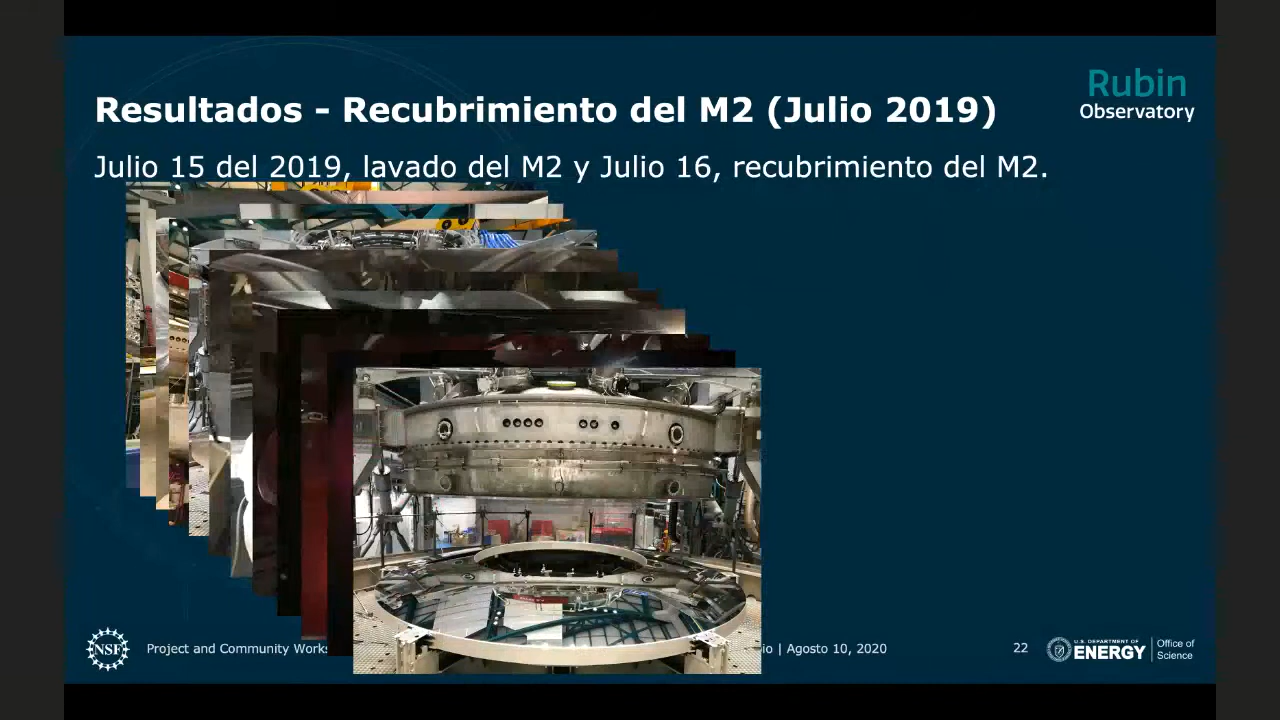 Rubin
Observatory
Resultados - Recubrimiento del M2 (Julio 2019)
Julio 15 del 2019, lavado del M2 y Julio 16, recubrimiento del M2.
NSF
Project and Community Works
io | Agosto 10, 2020
22
U.S. DEPARTMENT OF
ENERGY
Office of
Science